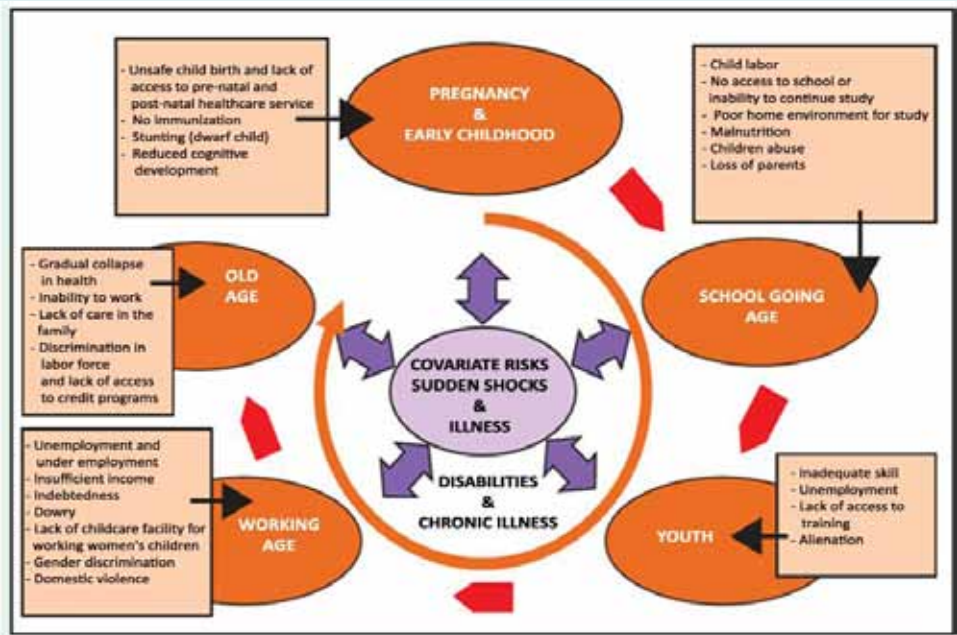 - Unsafe child birth and lack of
access to pre-natal and
post-natal healthcare service
- No immunization
- Stunting (dwarf child)
- Reduced cognitive
development
PREGNANCY
&
EARLY CHILDHOOD
- Child labor
- No access to school or
inability to continue study
- Poor home environment for study
- Malnutrition
- Children abuse
- Loss of parents
- Gradual collapse
in health
- Inability to work
- Lack of care in the
family
- Discrimination in
labor force
and lack of access
to credit programs
OLD
AGE
SCHOOL GOING
AGE
COVARIATE RISKS
SUDDEN SHOCKS
&
ILLNESS
DISABILITIES
&
CHRONIC ILLNESS
- Unemployment and
under employment
- Insufficient income
- Indebtedness
- Dowry
- Lack of childcare facility for
working women's children
- Gender discrimination
- Domestic violence
WORKING
AGE
YOUTH
- Inadequate skill
- Unemployment
- Lack of access to
training
- Alienation